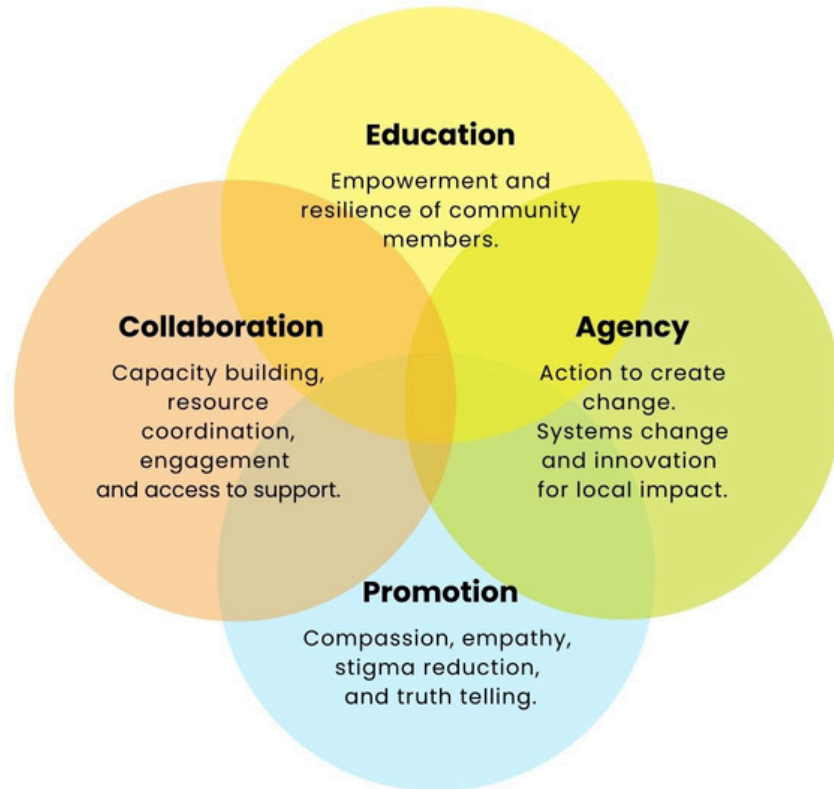 Education
Empowerment and
resilience of community
members.
Collaboration
Capacity building,
resource
coordination,
engagement
and access to support.
Agency
Action to create
change.
Systems change
and innovation
for local impact.
Promotion
Compassion, empathy,
stigma reduction,
and truth telling.